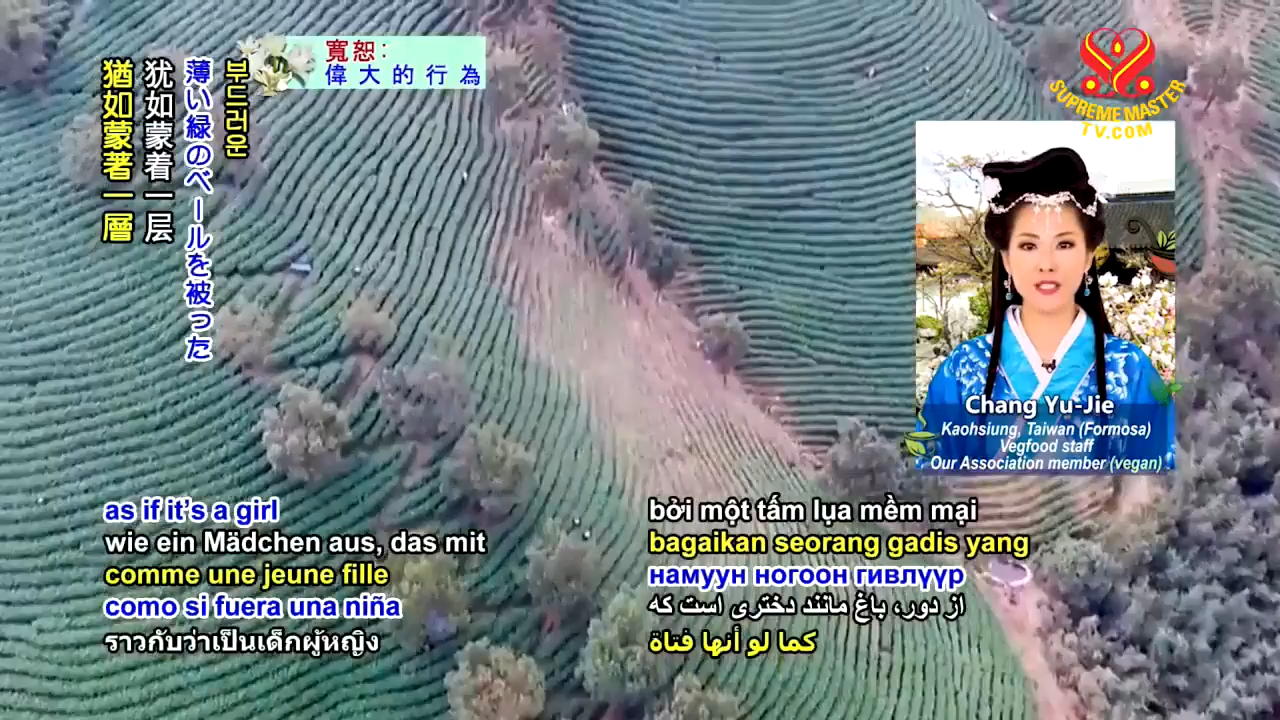 寬恕:
偉大的行為
SUPREME MASTER
TV.COM
부드러운
薄い緑のベールを被った
犹如蒙着一层
猶如蒙著一層
Chang Yu-Jie
Kaohsiung, Taiwan (Formosa)
Vegfood staff
Our Association member (vegan)
as if it's a girl
wie ein Mädchen aus, das mit
comme une jeune fille
como si fuera una niña
ราวกับว่าเป็นเด็กผู้หญิง
bởi một tấm lụa mềm mại
bagaikan seorang gadis yang
намуун ногоон гивлүүр
از دور، باغ مانند دختری است که
كما لو أنها فتاة